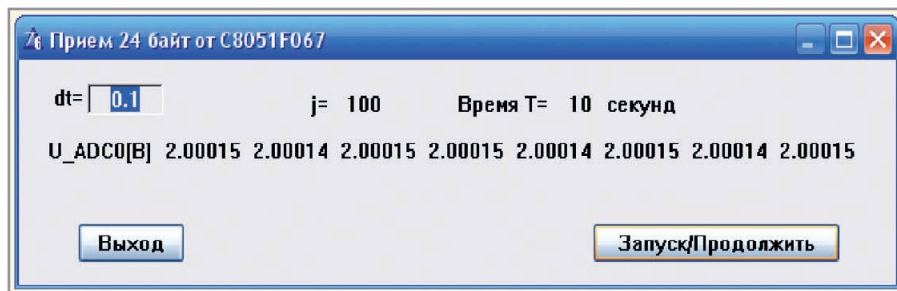 Прием 24 байт от C8051F067
dt= 0.1 j= 100 Время T= 10 секунд
U_ADC0[B] 2.00015 2.00014 2.00015 2.00015 2.00014 2.00015 2.00014 2.00015
Выход Запуск/Продолжить